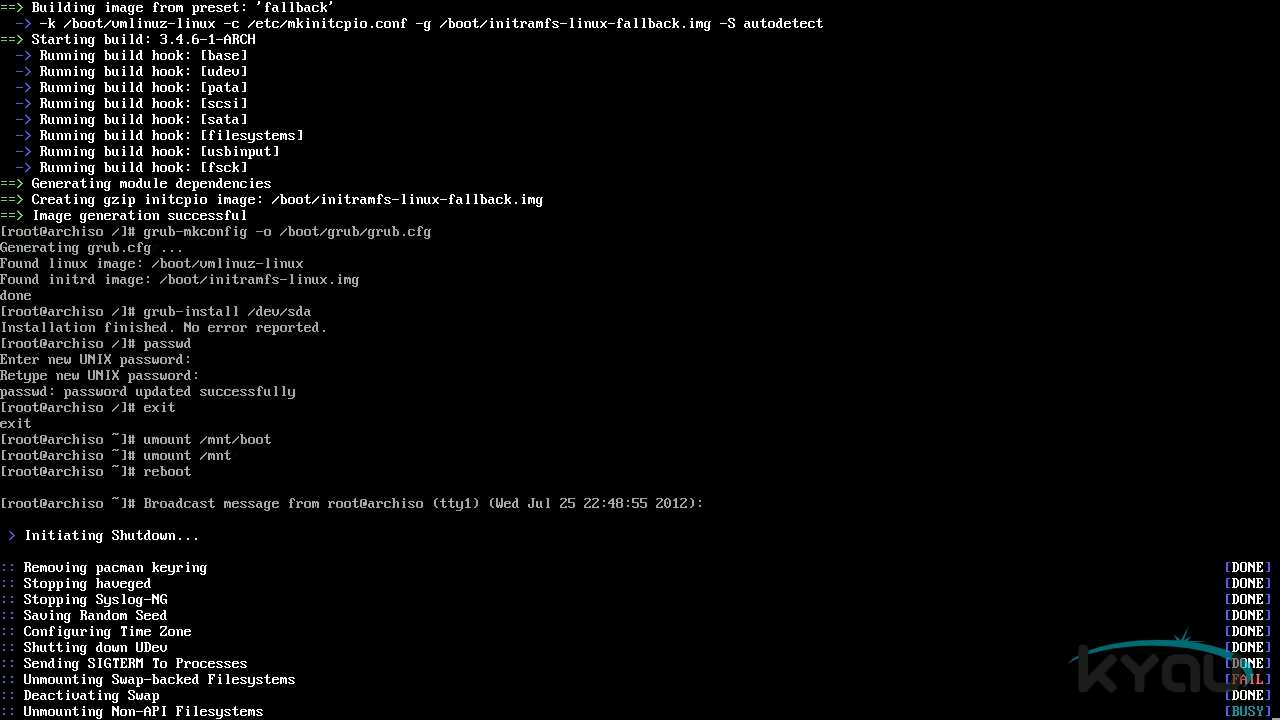 ==> Building image from preset: 'fallback'
  -> -k /boot/vmlinuz-linux -c /etc/mkinitcpio.conf -g /boot/initramfs-linux-fallback.img -S autodetect
==> Starting build: 3.4.6-1-ARCH
  -> Running build hook: [base]
  -> Running build hook: [udev]
  -> Running build hook: [pata]
  -> Running build hook: [scsi]
  -> Running build hook: [sata]
  -> Running build hook: [filesystems]
  -> Running build hook: [usbinput]
  -> Running build hook: [fsck]
==> Generating module dependencies
==> Creating gzip initcpio image: /boot/initramfs-linux-fallback.img
==> Image generation successful
[root@archiso /]# grub-mkconfig -o /boot/grub/grub.cfg
Generating grub.cfg ...
Found linux image: /boot/vmlinuz-linux
Found initrd image: /boot/initramfs-linux.img
done
[root@archiso /]# grub-install /dev/sda
Installation finished. No error reported.
[root@archiso /]# passwd
Enter new UNIX password:
Retype new UNIX password:
passwd: password updated successfully
[root@archiso /]# exit
exit
[root@archiso ~]# umount /mnt/boot
[root@archiso ~]# umount /mnt
[root@archiso ~]# reboot
[root@archiso ~]# Broadcast message from root@archiso (tty1) (Wed Jul 25 22:48:55 2012):
> Initiating Shutdown...
:: Removing pacman keyring [DONE]
:: Stopping haveged [DONE]
:: Stopping Syslog-NG [DONE]
:: Saving Random Seed [DONE]
:: Configuring Time Zone [DONE]
:: Shutting down UDev [DONE]
:: Sending SIGTERM To Processes [DONE]
:: Unmounting Swap-backed Filesystems [FAIL]
:: Deactivating Swap [DONE]
:: Unmounting Non-API Filesystems [BUSY]
kyau